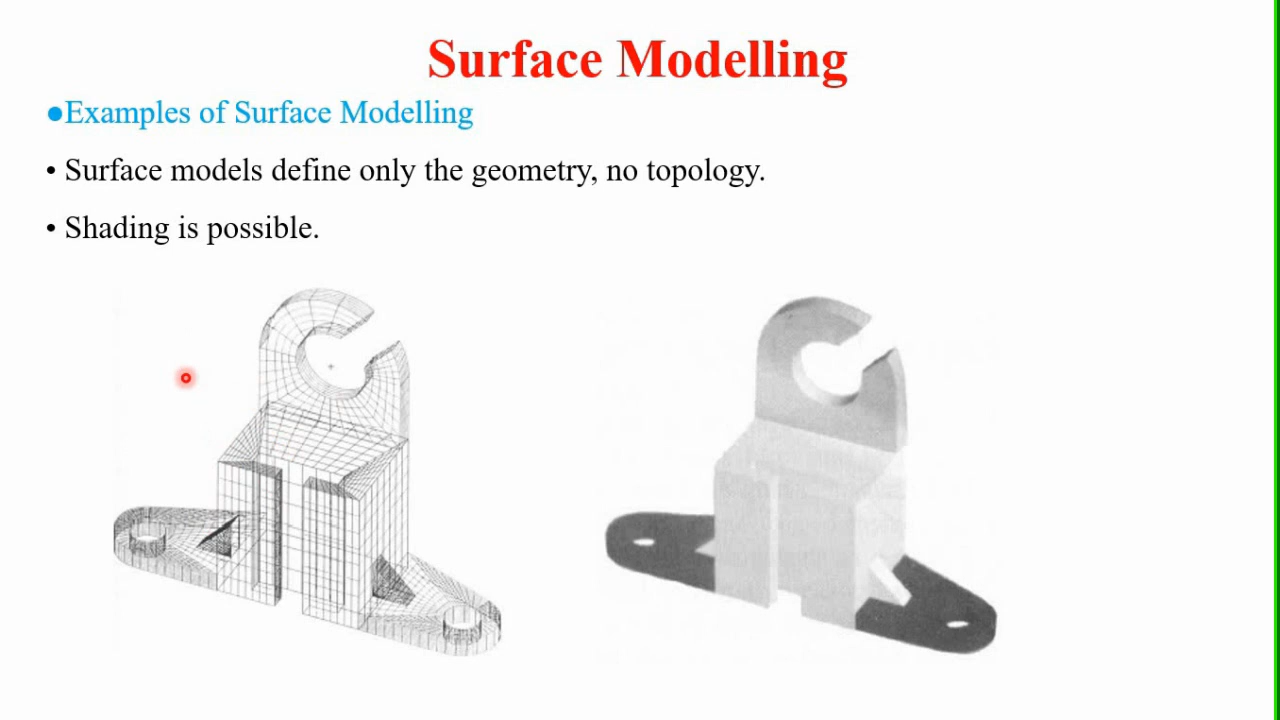 Surface Modelling
●Examples of Surface Modelling
• Surface models define only the geometry, no topology.
• Shading is possible.